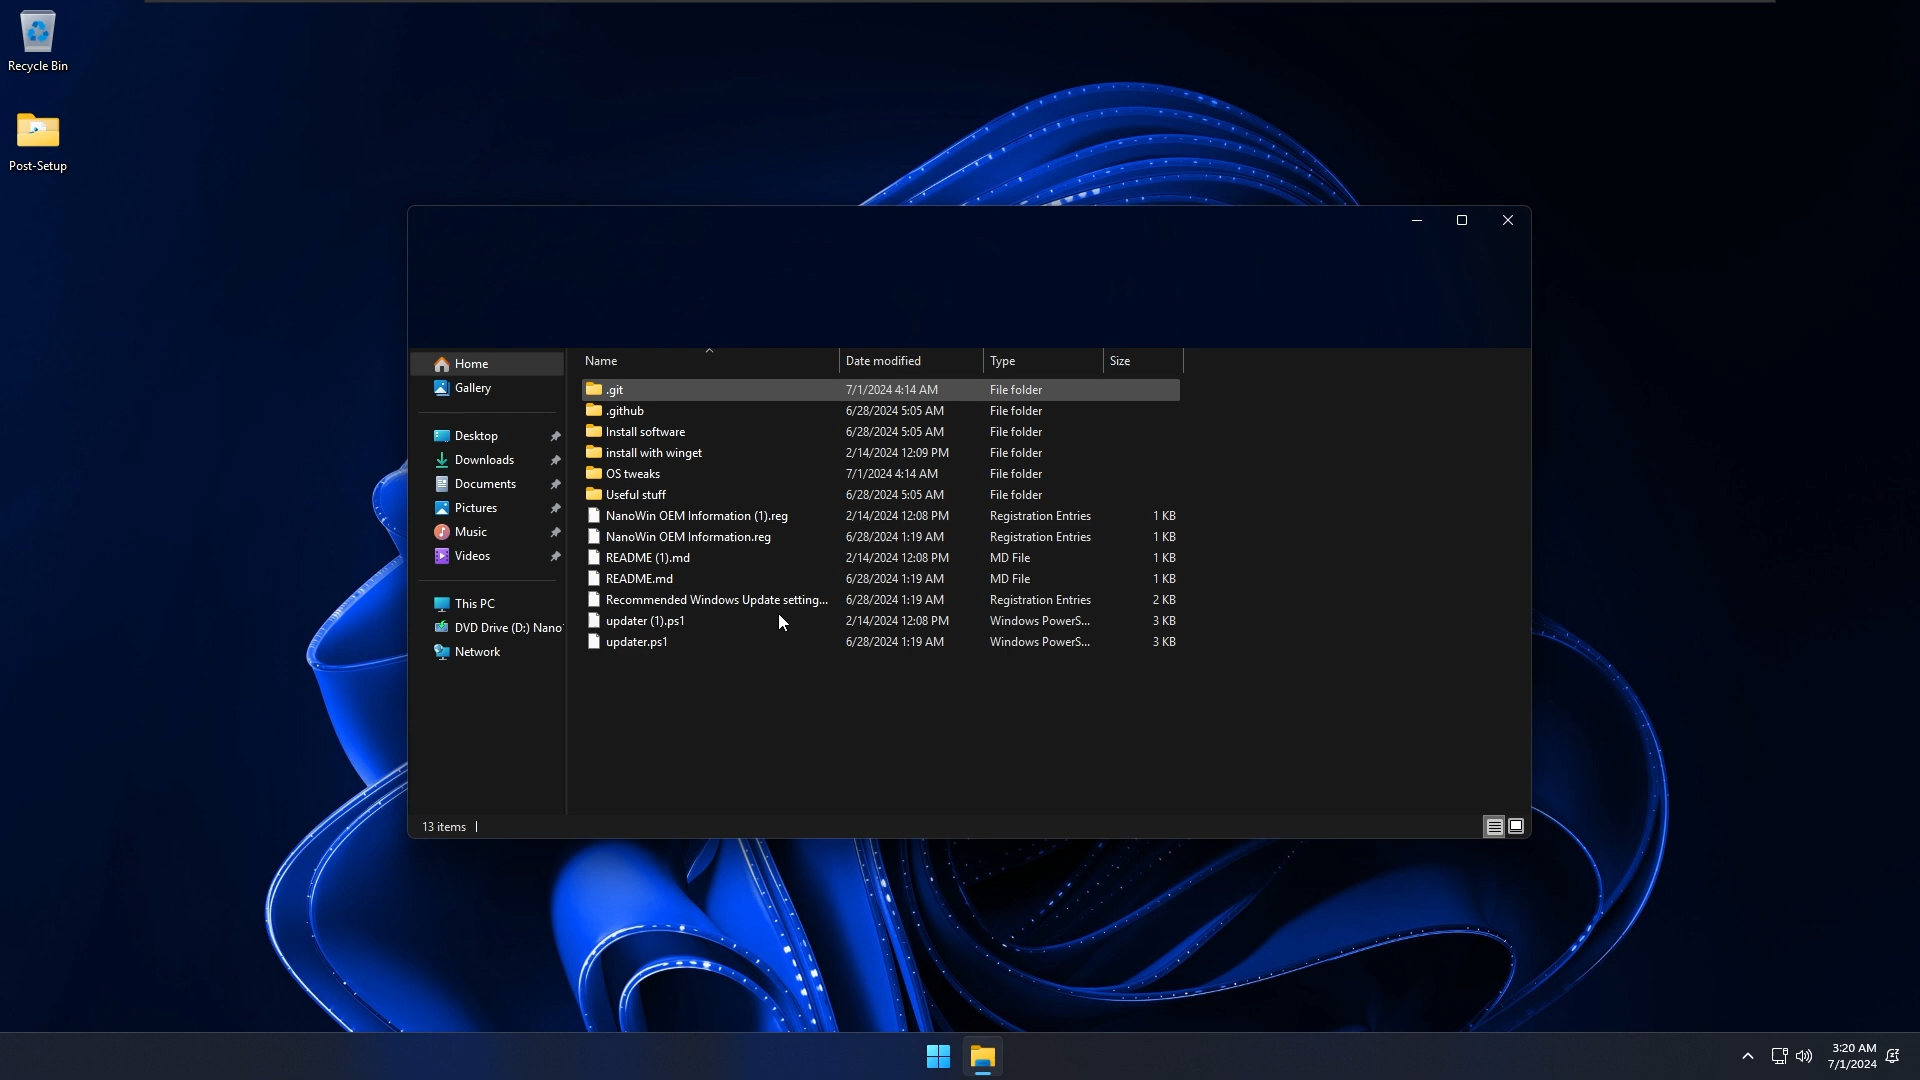 Recycle Bin
Post-Setup
Home
Gallery
Desktop
Downloads
Documents
Pictures
Music
Videos
This PC
DVD Drive (D:) Nano
Network
Name Date modified Type Size
.git 7/1/2024 4:14 AM File folder
.github 6/28/2024 5:05 AM File folder
Install software 6/28/2024 5:05 AM File folder
install with winget 2/14/2024 12:09 PM File folder
OS tweaks 7/1/2024 4:14 AM File folder
Useful stuff 6/28/2024 5:05 AM File folder
NanoWin OEM Information (1).reg 2/14/2024 12:08 PM Registration Entries 1 KB
NanoWin OEM Information.reg 6/28/2024 1:19 AM Registration Entries 1 KB
README (1).md 2/14/2024 12:08 PM MD File 1 KB
README.md 6/28/2024 1:19 AM MD File 1 KB
Recommended Windows Update setting... 6/28/2024 1:19 AM Registration Entries 2 KB
updater (1).ps1 2/14/2024 12:08 PM Windows PowerS... 3 KB
updater.ps1 6/28/2024 1:19 AM Windows PowerS... 3 KB
13 items
3:20 AM
7/1/2024